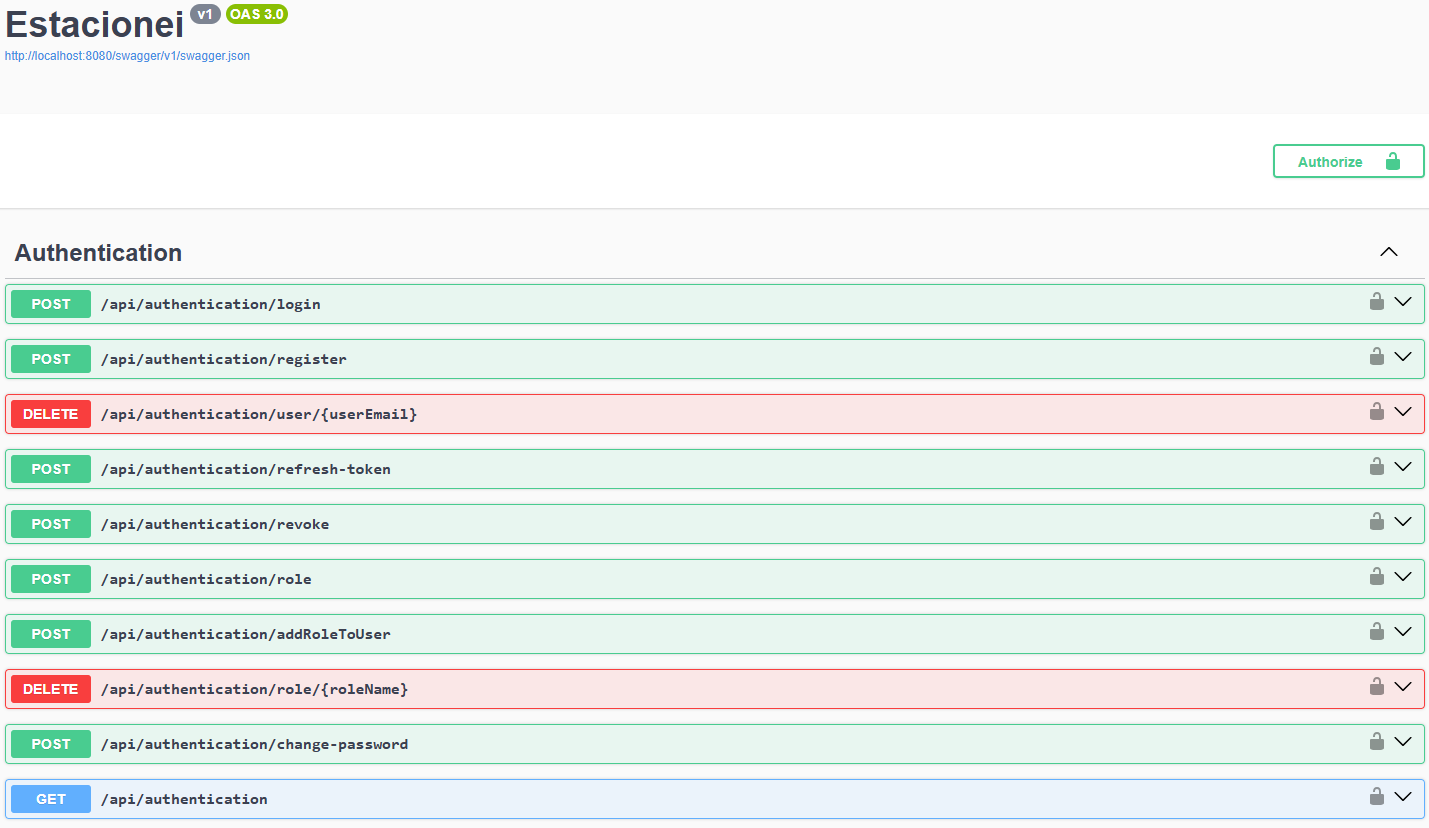 Estacionei v1 OAS 3.0
http://localhost:8080/swagger/v1/swagger.json
Authorize
Authentication
POST /api/authentication/login
POST /api/authentication/register
DELETE /api/authentication/user/{userEmail}
POST /api/authentication/refresh-token
POST /api/authentication/revoke
POST /api/authentication/role
POST /api/authentication/addRoleToUser
DELETE /api/authentication/role/{roleName}
POST /api/authentication/change-password
GET /api/authentication